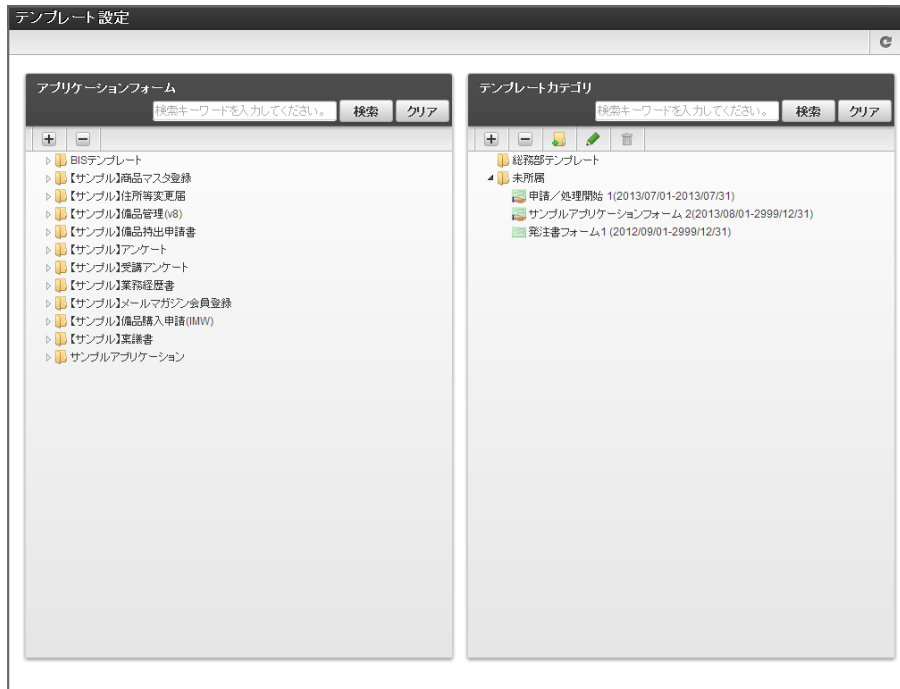 テンプレート設定
アプリケーションフォーム
検索キーワードを入力してください。 検索 クリア
BISテンプレート
【サンプル】商品マスタ登録
【サンプル】住所等変更届
【サンプル】備品管理(v8)
【サンプル】備品持出申請書
【サンプル】アンケート
【サンプル】受講アンケート
【サンプル】業務経歴書
【サンプル】メールマガジン会員登録
【サンプル】備品購入申請(IMW)
【サンプル】稟議書
サンプルアプリケーション
テンプレートカテゴリ
検索キーワードを入力してください。 検索 クリア
総務部テンプレート
未所属
申請／処理開始 1(2013/07/01-2013/07/31)
サンプルアプリケーションフォーム 2(2013/08/01-2999/12/31)
発注書フォーム1 (2012/09/01-2999/12/31)